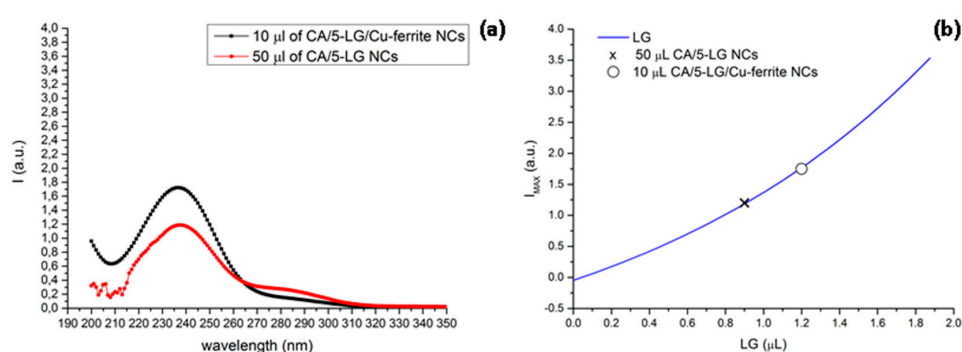 (a)
10 μl of CA/5-LG/Cu-ferrite NCs
50 μl of CA/5-LG NCs
I (a.u.)
4,0
3,8
3,6
3,4
3,2
3,0
2,8
2,6
2,4
2,2
2,0
1,8
1,6
1,4
1,2
1,0
0,8
0,6
0,4
0,2
0,0
190 200 210 220 230 240 250 260 270 280 290 300 310 320 330 340 350
wavelength (nm)
(b)
LG
50 μL CA/5-LG NCs
10 μL CA/5-LG/Cu-ferrite NCs
I_MAX (a.u.)
4.0
3.5
3.0
2.5
2.0
1.5
1.0
0.5
0.0
-0.5
0.0 0.2 0.4 0.6 0.8 1.0 1.2 1.4 1.6 1.8 2.0
LG (μL)